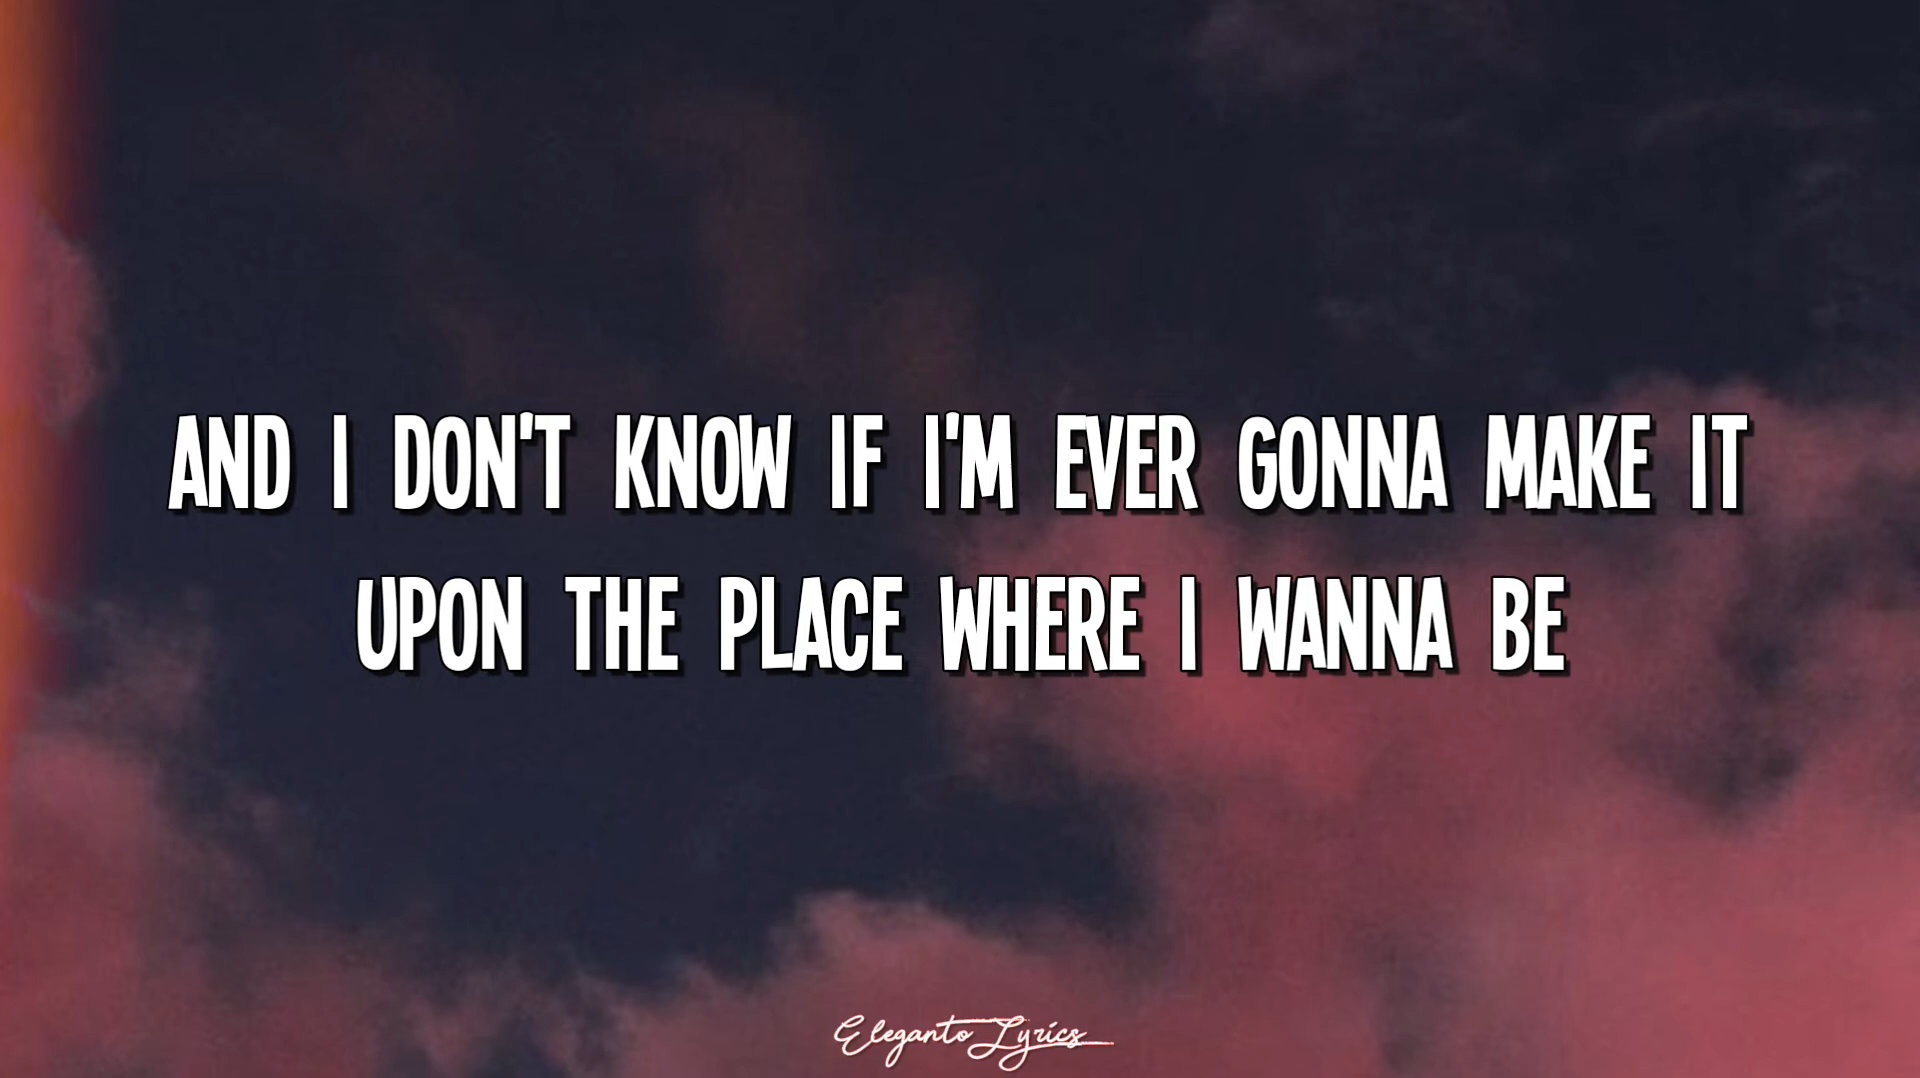 AND I DON'T KNOW IF I'M EVER GONNA MAKE IT
UPON THE PLACE WHERE I WANNA BE
Eleganto Lyrics